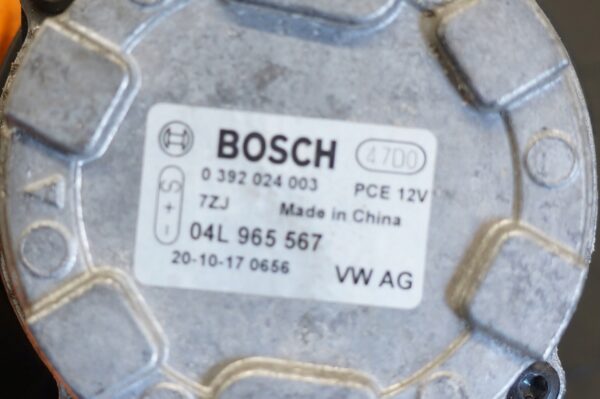 BOSCH 47D0
0 392 024 003 PCE 12V
7ZJ Made in China
S + -
04L 965 567
20-10-17 0656 VW AG